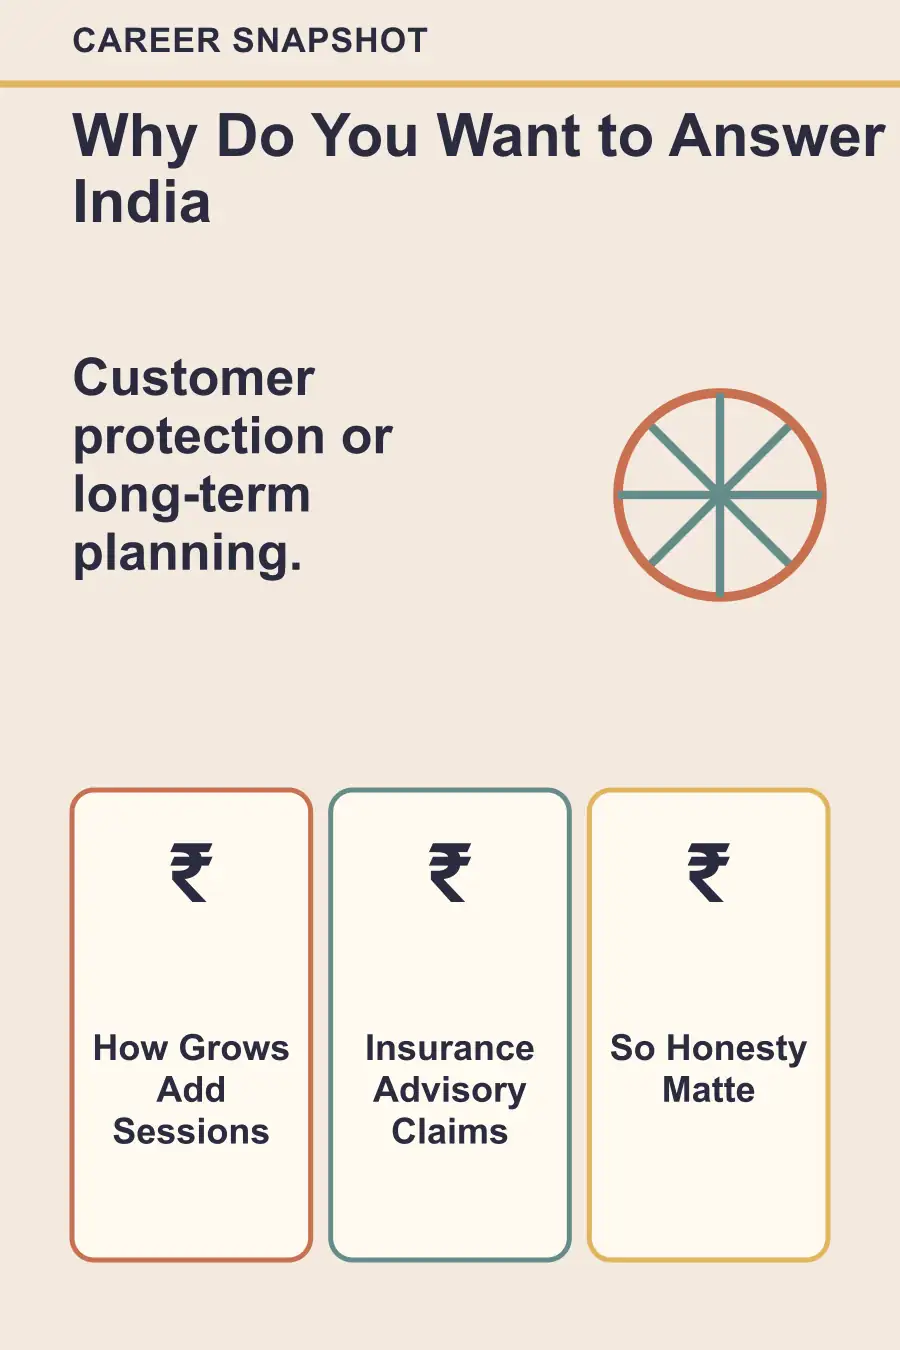 CAREER SNAPSHOT
Why Do You Want to Answer
India
Customer
protection or
long-term
planning.
₹
How Grows
Add
Sessions
₹
Insurance
Advisory
Claims
₹
So Honesty
Matte